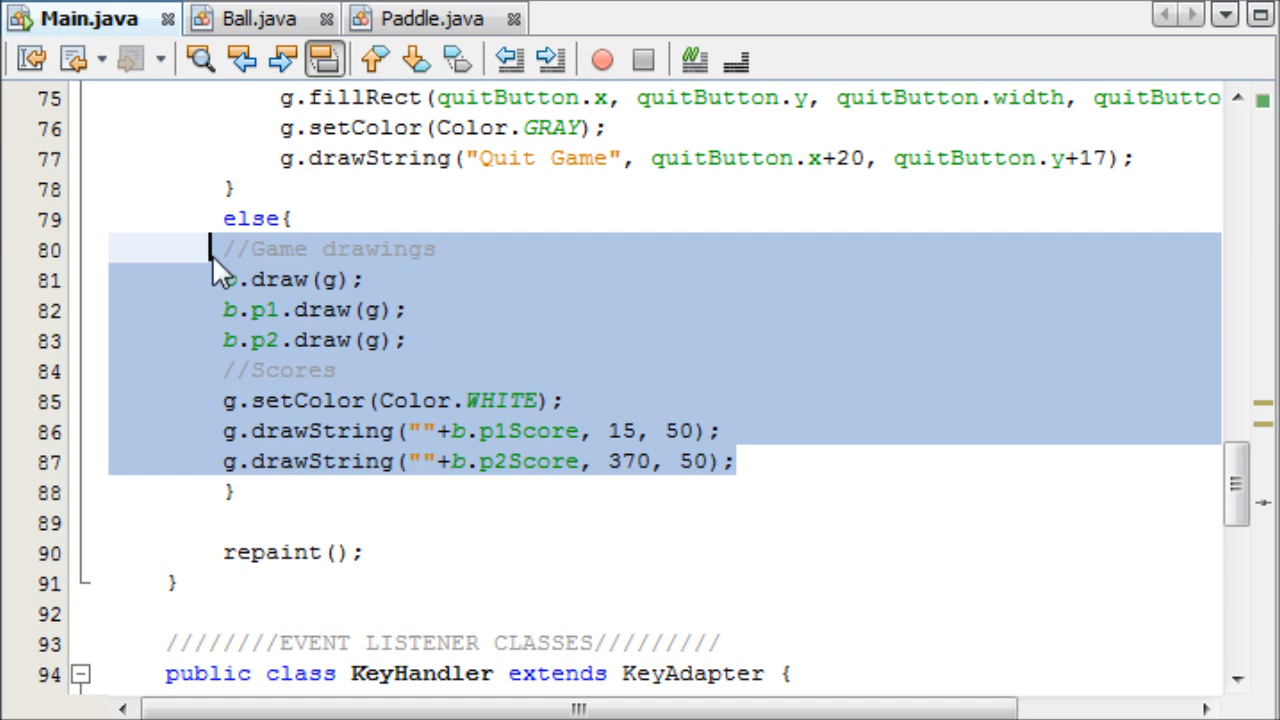 Main.java Ball.java Paddle.java
75 g.fillRect(quitButton.x, quitButton.y, quitButton.width, quitButto
76 g.setColor(Color.GRAY);
77 g.drawString("Quit Game", quitButton.x+20, quitButton.y+17);
78 }
79 else{
80 //Game drawings
81 .draw(g);
82 b.p1.draw(g);
83 b.p2.draw(g);
84 //Scores
85 g.setColor(Color.WHITE);
86 g.drawString(""+b.p1Score, 15, 50);
87 g.drawString(""+b.p2Score, 370, 50);
88 }
89
90 repaint();
91 }
92
93 ////////EVENT LISTENER CLASSES/////////
94 public class KeyHandler extends KeyAdapter {